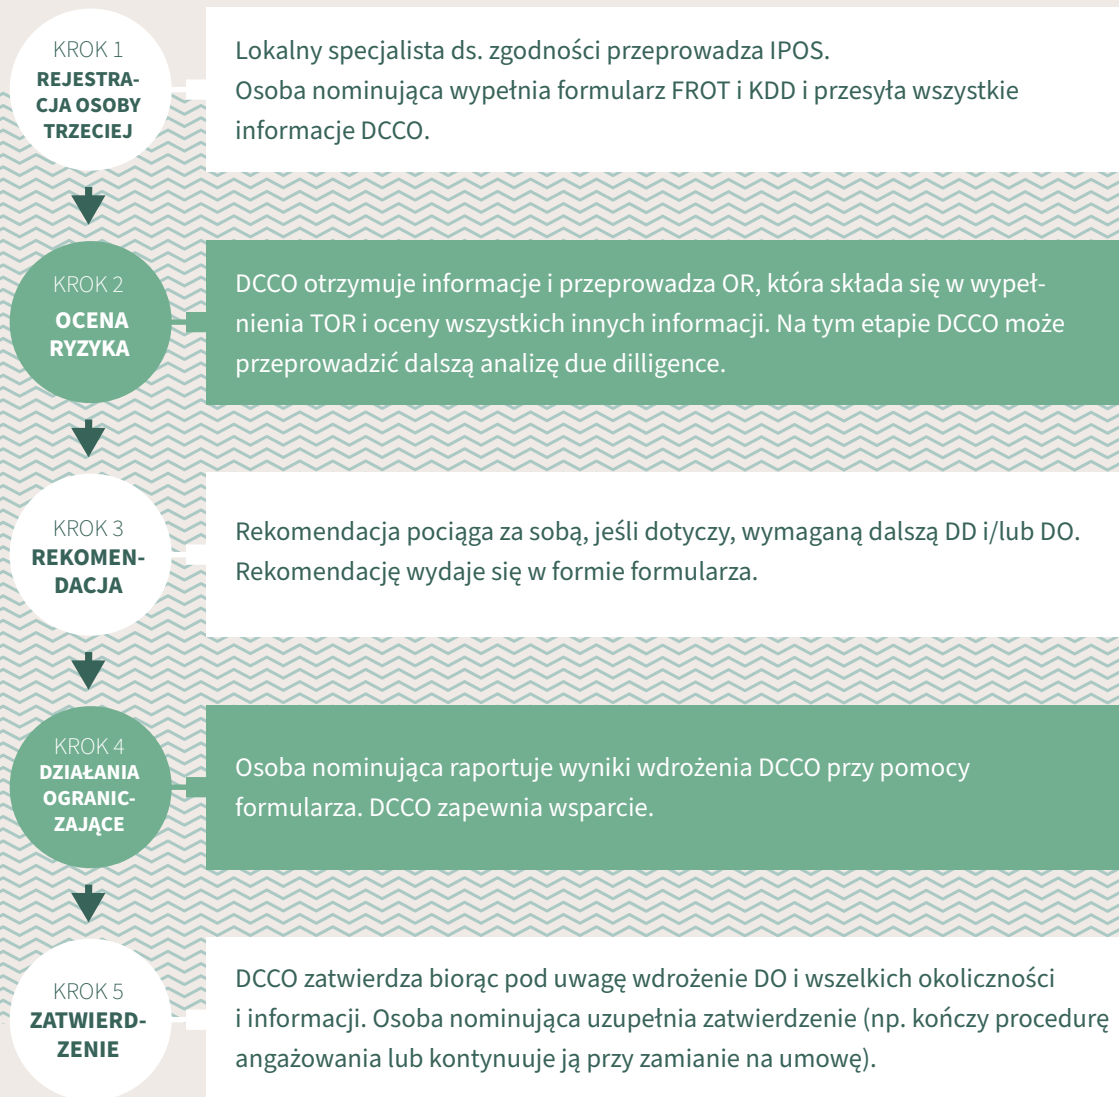 KROK 1
REJESTRA-
CJA OSOBY
TRZECIEJ
Lokalny specjalista ds. zgodności przeprowadza IPOS.
Osoba nominująca wypełnia formularz FROT i KDD i przesyła wszystkie
informacje DCCO.
KROK 2
OCENA
RYZYKA
DCCO otrzymuje informacje i przeprowadza OR, która składa się w wypeł-
nienia TOR i oceny wszystkich innych informacji. Na tym etapie DCCO może
przeprowadzić dalszą analizę due dilligence.
KROK 3
REKOMEN-
DACJA
Rekomendacja pociąga za sobą, jeśli dotyczy, wymaganą dalszą DD i/lub DO.
Rekomendację wydaje się w formie formularza.
KROK 4
DZIAŁANIA
OGRANIC-
ZAJĄCE
Osoba nominująca raportuje wyniki wdrożenia DCCO przy pomocy
formularza. DCCO zapewnia wsparcie.
KROK 5
ZATWIERD-
ZENIE
DCCO zatwierdza biorąc pod uwagę wdrożenie DO i wszelkich okoliczności
i informacji. Osoba nominująca uzupełnia zatwierdzenie (np. kończy procedurę
angażowania lub kontynuuje ją przy zamianie na umowę).